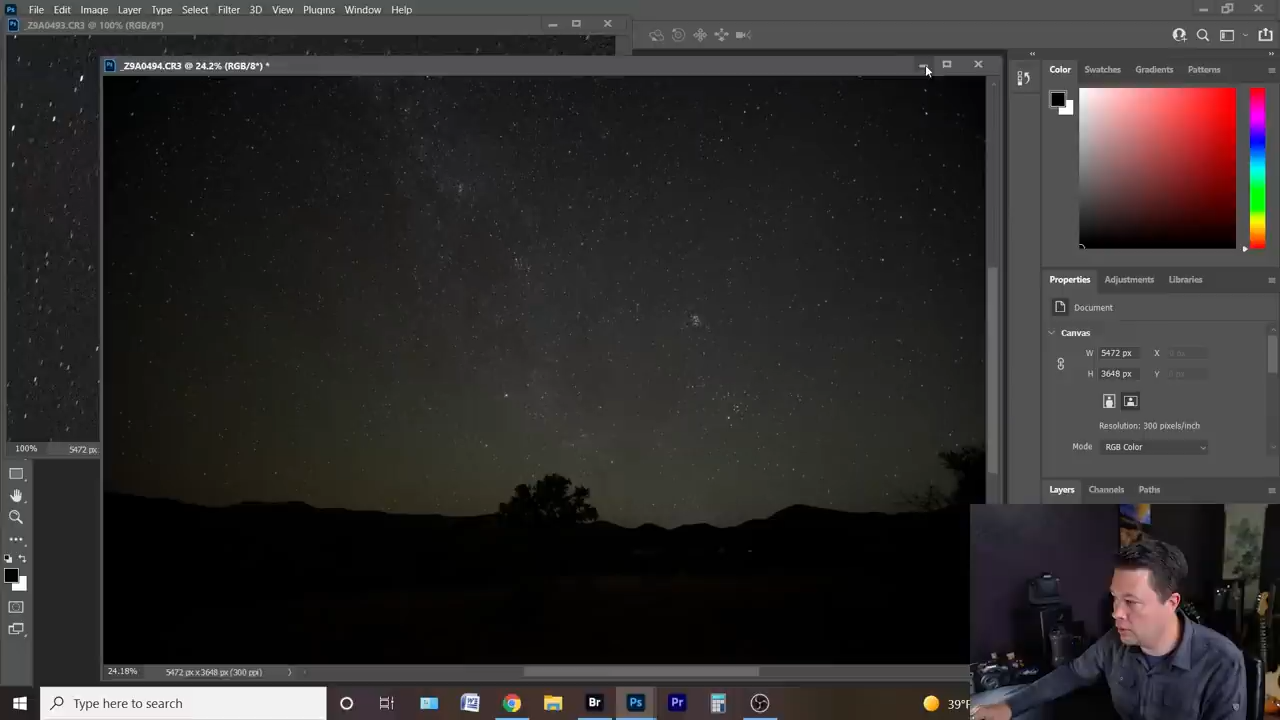 Ps File Edit Image Layer Type Select Filter 3D View Plugins Window Help
Ps _Z9A0493.CR3 @ 100% (RGB/8*)
Ps _Z9A0494.CR3 @ 24.2% (RGB/8*) *
Color Swatches Gradients Patterns
Properties Adjustments Libraries
Document
Canvas
W 5472 px X
H 3648 px Y
Resolution: 300 pixels/inch
Mode RGB Color
100% 5472 px
Layers Channels Paths
24.18% 5472 px x 3648 px (300 ppi)
Type here to search
Br Ps Pr 39°F